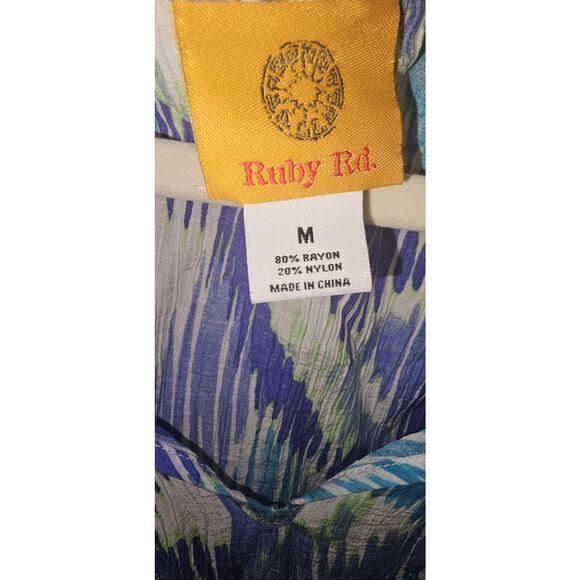 Ruby Rd.
M
80% RAYON
20% NYLON
MADE IN CHINA